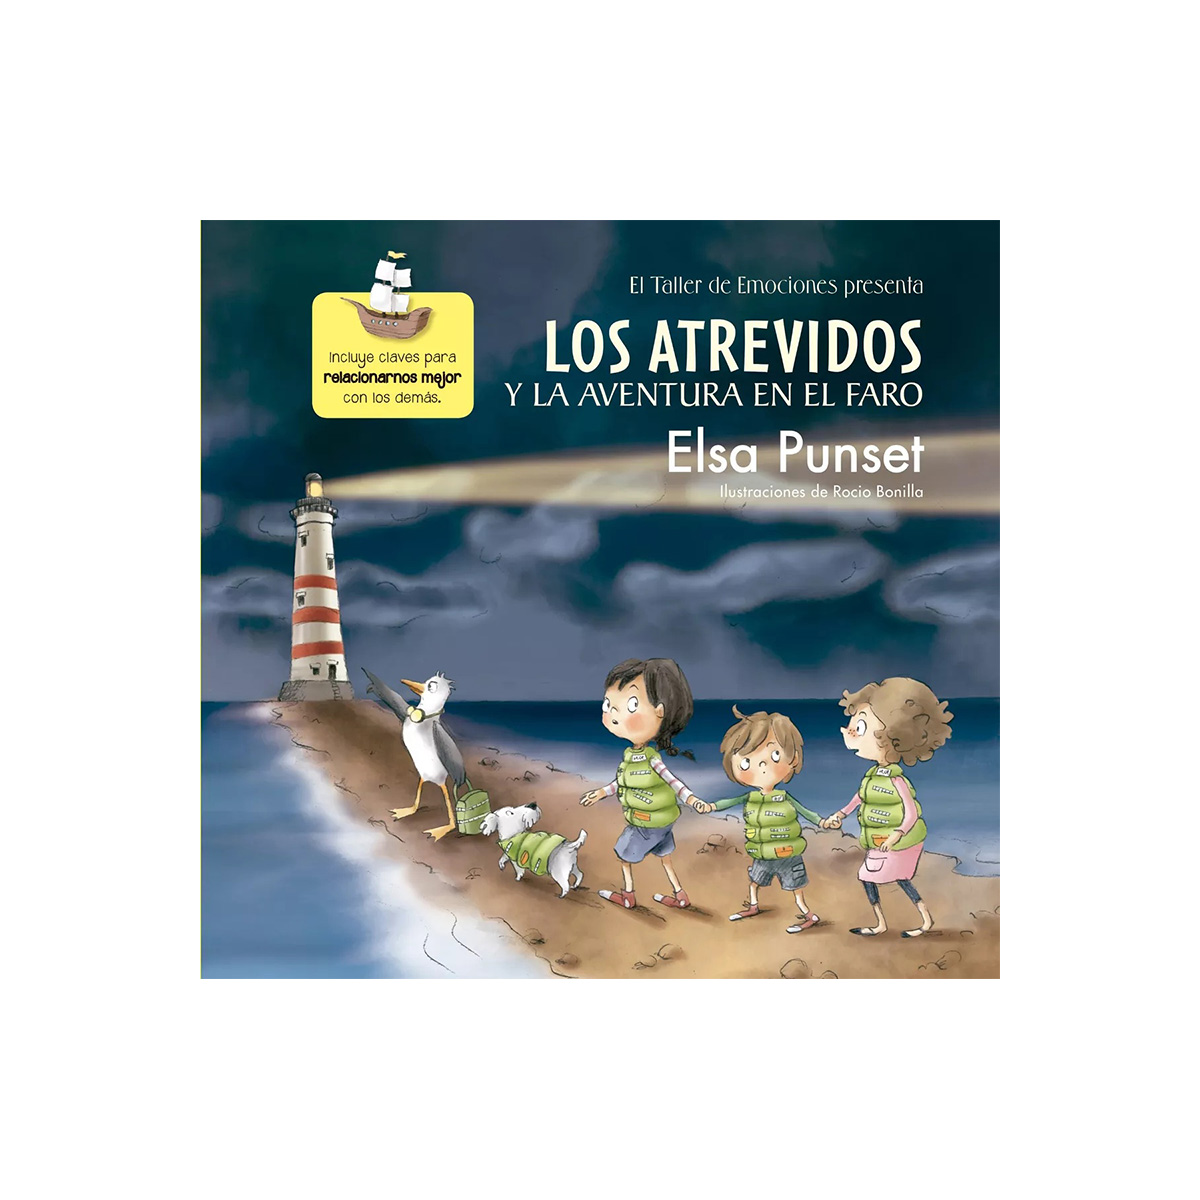 El Taller de Emociones presenta
LOS ATREVIDOS
Y LA AVENTURA EN EL FARO
Elsa Punset
Ilustraciones de Rocio Bonilla
Incluye claves para
relacionarnos mejor
con los demás.